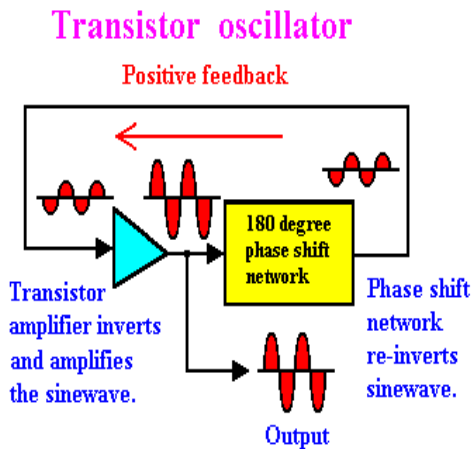 Transistor oscillator
Positive feedback
180 degree
phase shift
network
Transistor
amplifier inverts
and amplifies
the sinewave.
Phase shift
network
re-inverts
sinewave.
Output